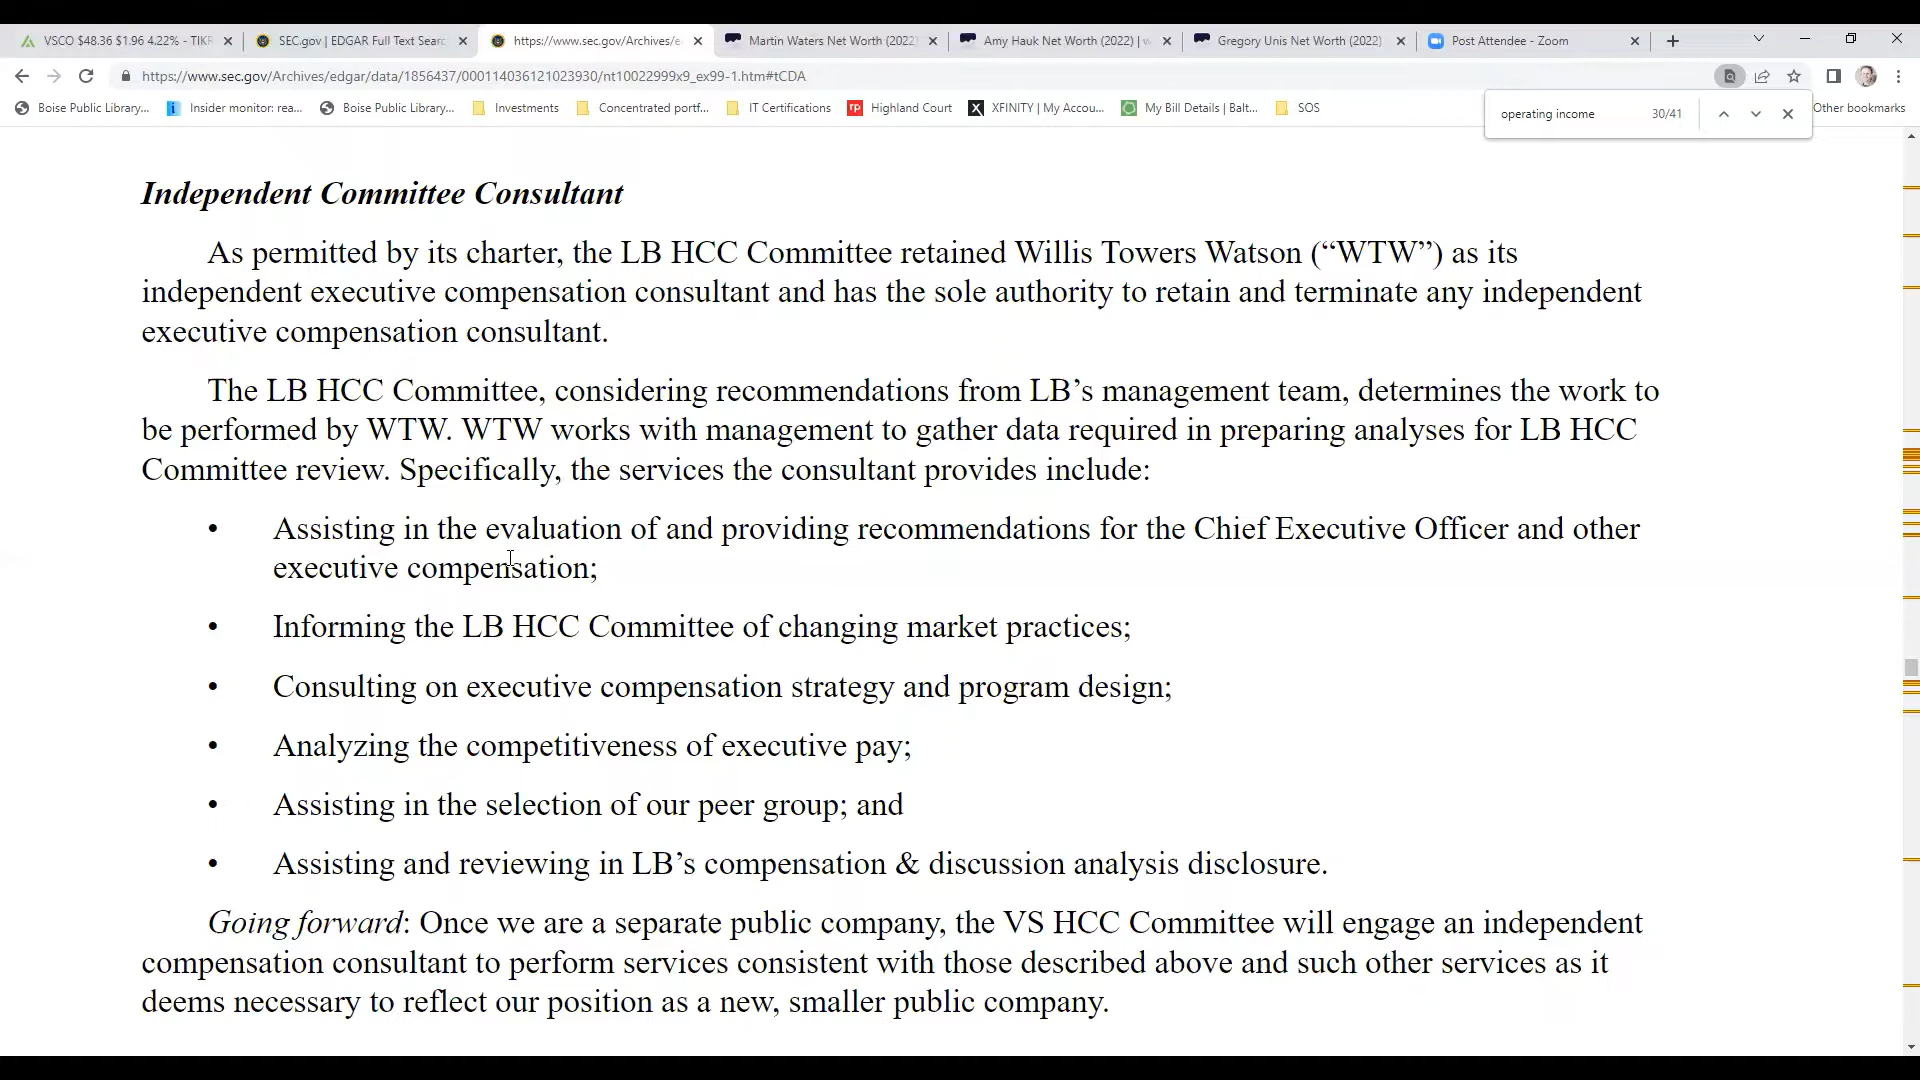 VSCO $48.36 $1.96 4.22% - TIKR
SEC.gov | EDGAR Full Text Searc
https://www.sec.gov/Archives/e
Martin Waters Net Worth (2022)
Amy Hauk Net Worth (2022) |
Gregory Unis Net Worth (2022)
Post Attendee - Zoom
https://www.sec.gov/Archives/edgar/data/1856437/000114036121023930/nt10022999x9_ex99-1.htm#tCDA
Boise Public Library...
Insider monitor: rea...
Boise Public Library...
Investments
Concentrated portf...
IT Certifications
rp Highland Court
X XFINITY | My Accou...
My Bill Details | Balt...
SOS
Other bookmarks
operating income 30/41
Independent Committee Consultant
As permitted by its charter, the LB HCC Committee retained Willis Towers Watson (“WTW”) as its
independent executive compensation consultant and has the sole authority to retain and terminate any independent
executive compensation consultant.
The LB HCC Committee, considering recommendations from LB’s management team, determines the work to
be performed by WTW. WTW works with management to gather data required in preparing analyses for LB HCC
Committee review. Specifically, the services the consultant provides include:
• Assisting in the evaluation of and providing recommendations for the Chief Executive Officer and other
executive compensation;
• Informing the LB HCC Committee of changing market practices;
• Consulting on executive compensation strategy and program design;
• Analyzing the competitiveness of executive pay;
• Assisting in the selection of our peer group; and
• Assisting and reviewing in LB’s compensation & discussion analysis disclosure.
Going forward: Once we are a separate public company, the VS HCC Committee will engage an independent
compensation consultant to perform services consistent with those described above and such other services as it
deems necessary to reflect our position as a new, smaller public company.